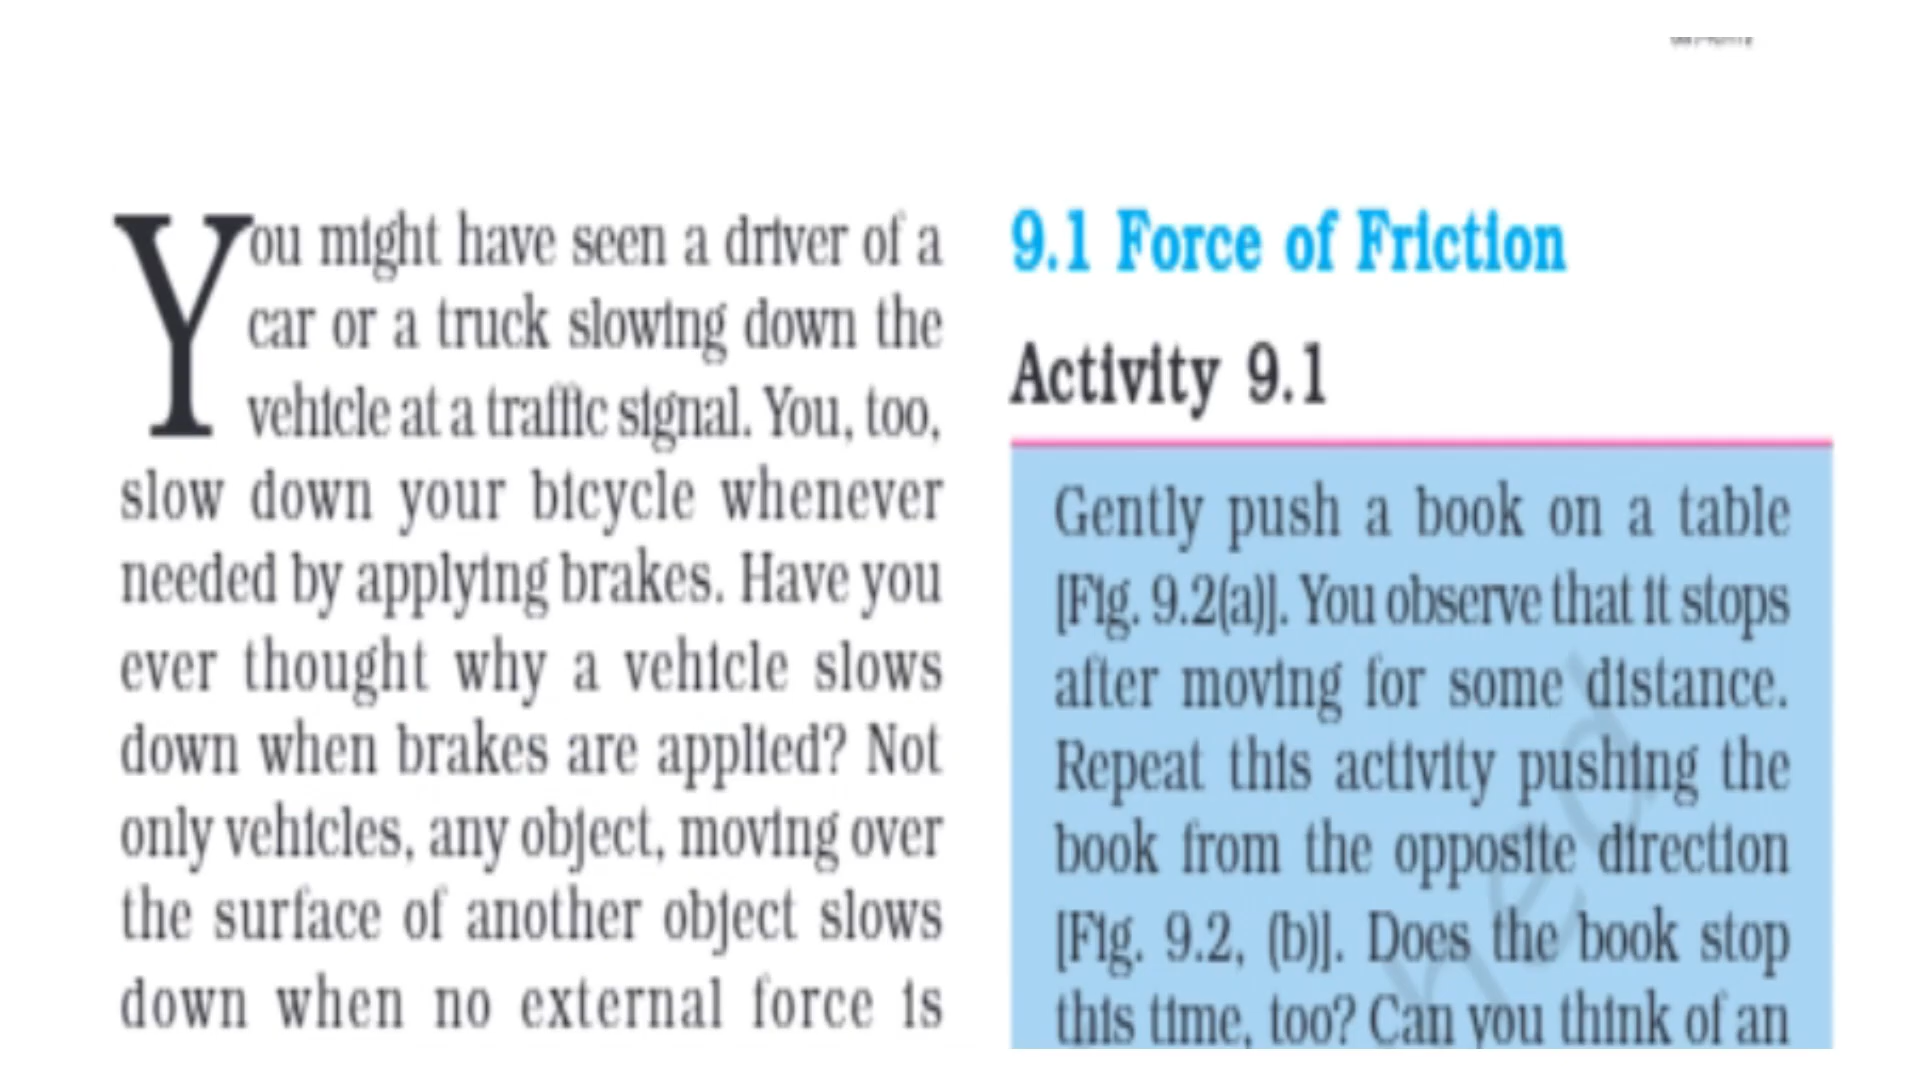 You might have seen a driver of a
car or a truck slowing down the
vehicle at a traffic signal. You, too,
slow down your bicycle whenever
needed by applying brakes. Have you
ever thought why a vehicle slows
down when brakes are applied? Not
only vehicles, any object, moving over
the surface of another object slows
down when no external force is
9.1 Force of Friction
Activity 9.1
Gently push a book on a table
[Fig. 9.2(a)]. You observe that it stops
after moving for some distance.
Repeat this activity pushing the
book from the opposite direction
[Fig. 9.2, (b)]. Does the book stop
this time, too? Can you think of an